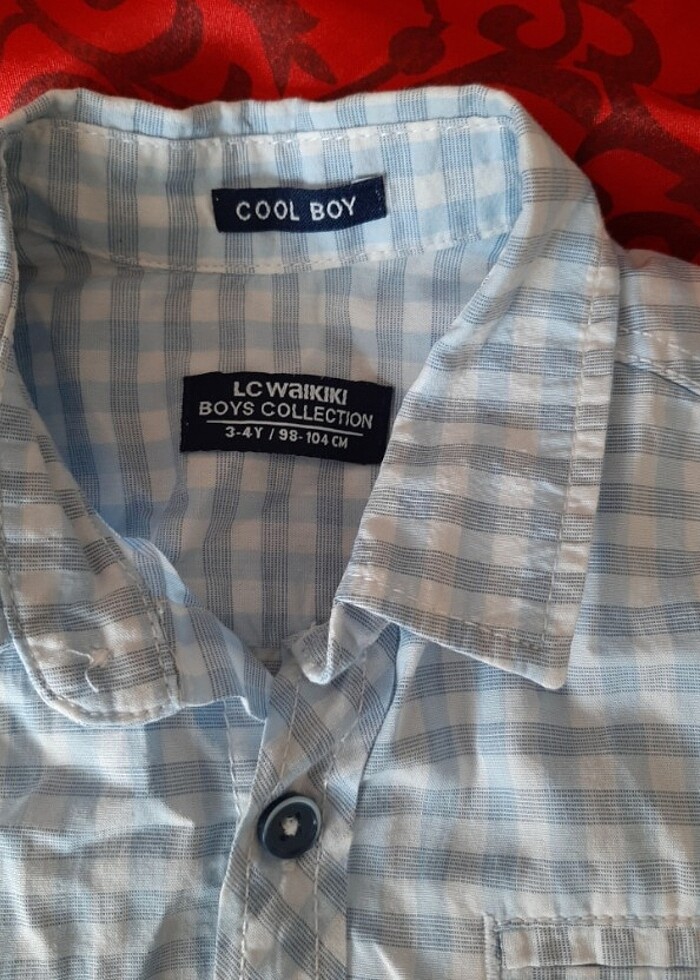 COOL BOY
LC WAIKIKI
BOYS COLLECTION
3-4Y / 98-104 CM